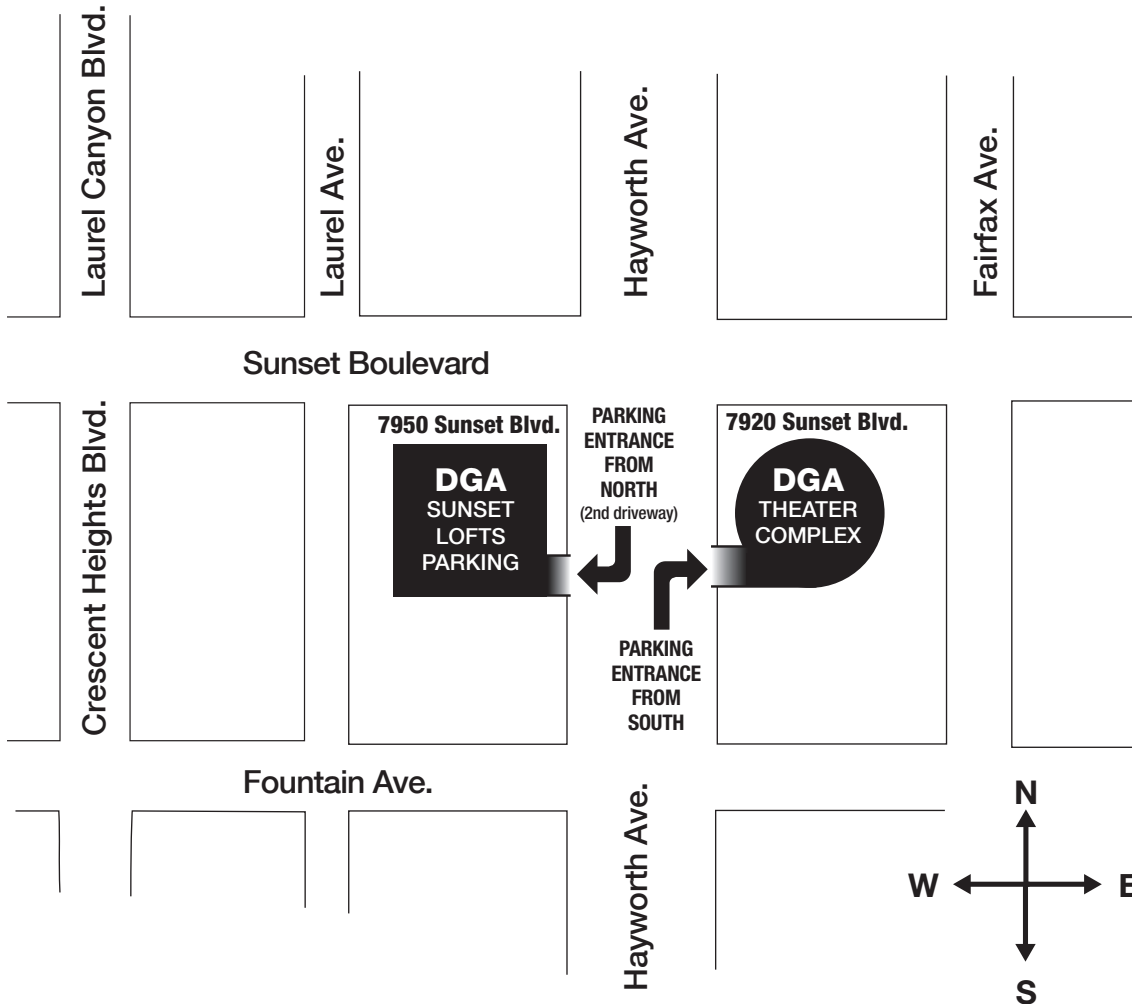 Laurel Canyon Blvd.
Laurel Ave.
Hayworth Ave.
Fairfax Ave.
Sunset Boulevard
Crescent Heights Blvd.
7950 Sunset Blvd.
DGA
SUNSET
LOFTS
PARKING
PARKING
ENTRANCE
FROM
NORTH
(2nd driveway)
7920 Sunset Blvd.
DGA
THEATER
COMPLEX
PARKING
ENTRANCE
FROM
SOUTH
Fountain Ave.
Hayworth Ave.
N
W
E
S